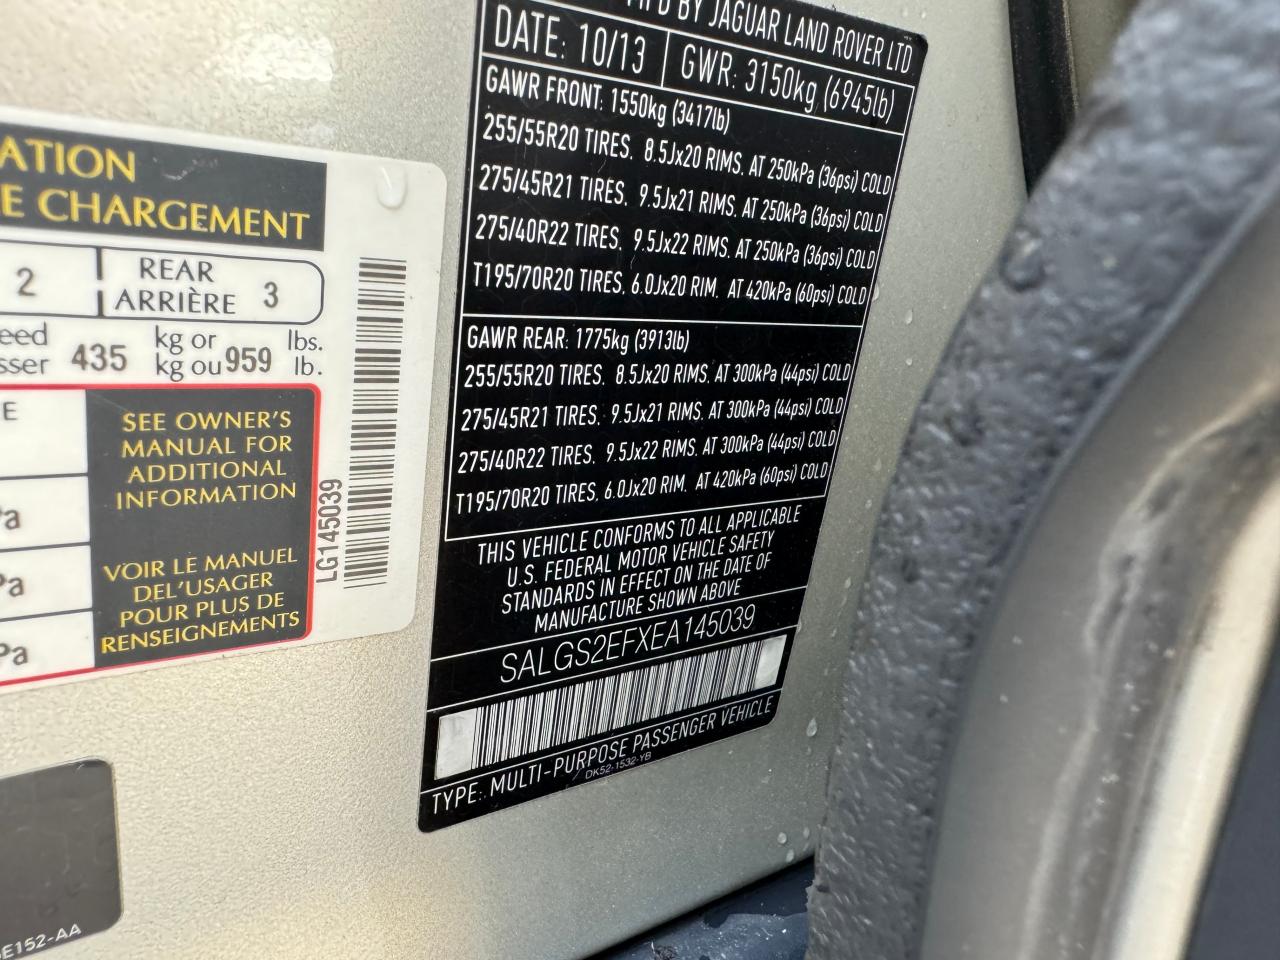 BY JAGUAR LAND ROVER LTD
DATE: 10/13 GWR: 3150kg (6945lb)
GAWR FRONT: 1550kg (3417lb)
255/55R20 TIRES. 8.5Jx20 RIMS. AT 250kPa (36psi) COLD
275/45R21 TIRES. 9.5Jx21 RIMS. AT 250kPa (36psi) COLD
275/40R22 TIRES. 9.5Jx22 RIMS. AT 250kPa (36psi) COLD
T195/70R20 TIRES. 6.0Jx20 RIM. AT 420kPa (60psi) COLD
GAWR REAR: 1775kg (3913lb)
255/55R20 TIRES. 8.5Jx20 RIMS. AT 300kPa (44psi) COLD
275/45R21 TIRES. 9.5Jx21 RIMS. AT 300kPa (44psi) COLD
275/40R22 TIRES. 9.5Jx22 RIMS. AT 300kPa (44psi) COLD
T195/70R20 TIRES. 6.0Jx20 RIM. AT 420kPa (60psi) COLD
THIS VEHICLE CONFORMS TO ALL APPLICABLE
U.S. FEDERAL MOTOR VEHICLE SAFETY
STANDARDS IN EFFECT ON THE DATE OF
MANUFACTURE SHOWN ABOVE
SALGS2EFXEA145039
TYPE: MULTI-PURPOSE PASSENGER VEHICLE
DK52-1532-YB
ATION
E CHARGEMENT
2 REAR
ARRIÈRE 3
eed 435 kg or 959 lbs.
sser kg ou lb.
E
SEE OWNER'S
MANUAL FOR
ADDITIONAL
INFORMATION
Pa
VOIR LE MANUEL
DEL'USAGER
POUR PLUS DE
RENSEIGNEMENTS
Pa
Pa
LG145039
E152-AA